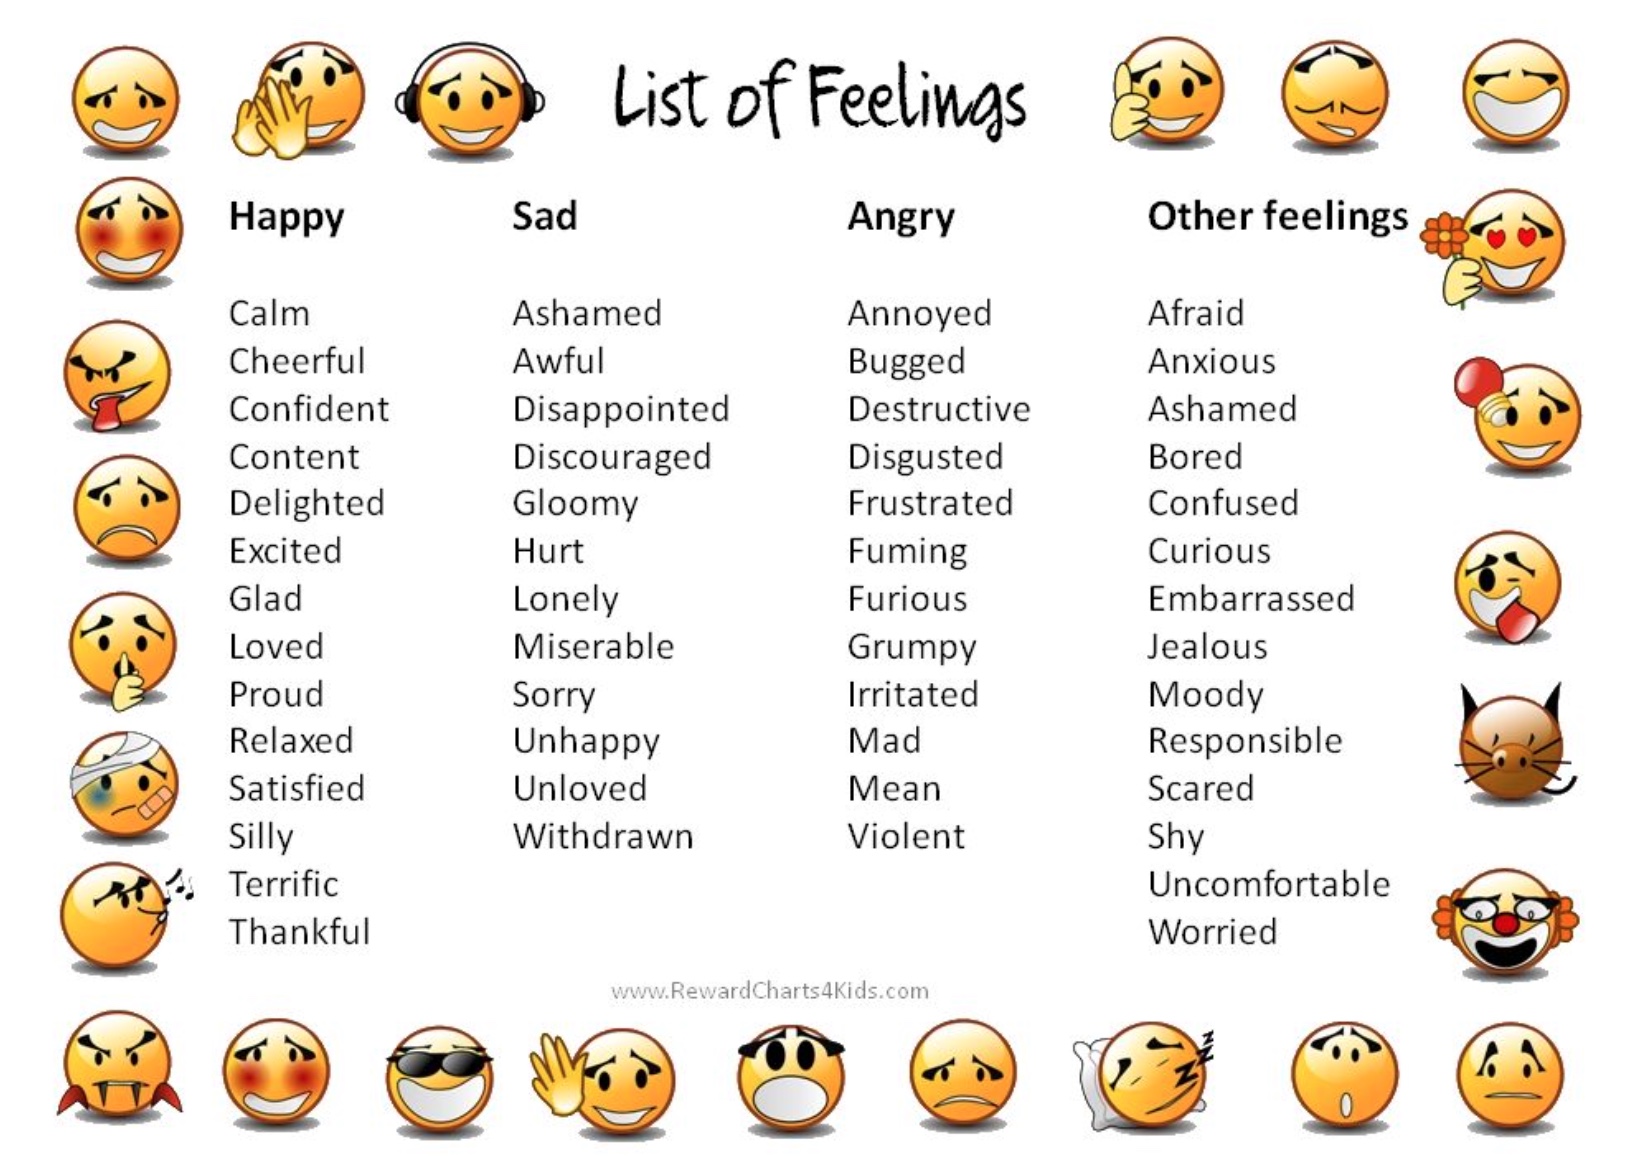 List of Feelings
Happy Sad Angry Other feelings
Calm Ashamed Annoyed Afraid
Cheerful Awful Bugged Anxious
Confident Disappointed Destructive Ashamed
Content Discouraged Disgusted Bored
Delighted Gloomy Frustrated Confused
Excited Hurt Fuming Curious
Glad Lonely Furious Embarrassed
Loved Miserable Grumpy Jealous
Proud Sorry Irritated Moody
Relaxed Unhappy Mad Responsible
Satisfied Unloved Mean Scared
Silly Withdrawn Violent Shy
Terrific Uncomfortable
Thankful Worried
www.RewardCharts4Kids.com
zzz